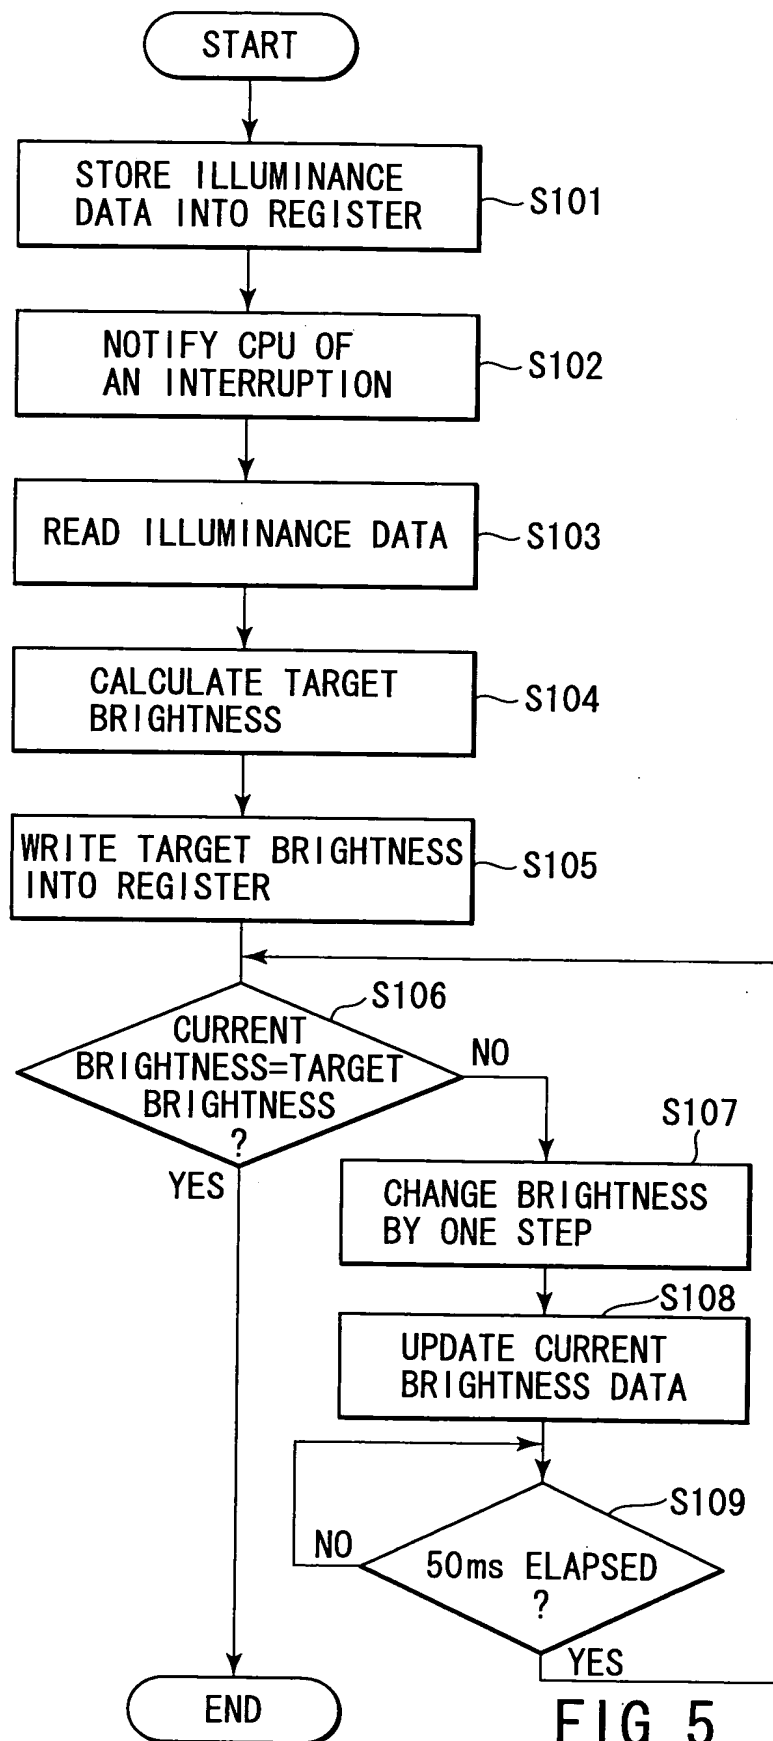 START
STORE ILLUMINANCE
DATA INTO REGISTER
S101
NOTIFY CPU OF
AN INTERRUPTION
S102
READ ILLUMINANCE DATA
S103
CALCULATE TARGET
BRIGHTNESS
S104
WRITE TARGET BRIGHTNESS
INTO REGISTER
S105
S106
CURRENT
BRIGHTNESS=TARGET
BRIGHTNESS
?
NO
YES
S107
CHANGE BRIGHTNESS
BY ONE STEP
S108
UPDATE CURRENT
BRIGHTNESS DATA
S109
50ms ELAPSED
?
NO
YES
END
FIG 5